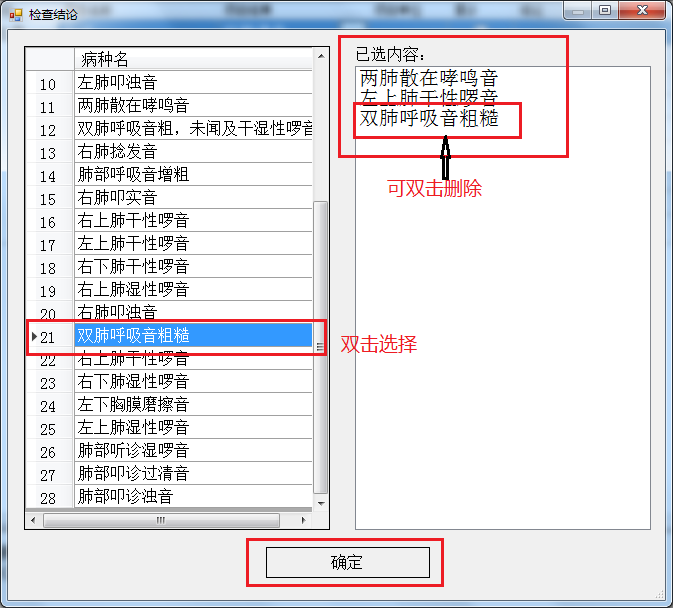 检查结论
病种名
10 左肺叩浊音
11 两肺散在哮鸣音
12 双肺呼吸音粗，未闻及干湿性啰音
13 右肺捻发音
14 肺部呼吸音增粗
15 右肺叩实音
16 右上肺干性啰音
17 左上肺干性啰音
18 右下肺干性啰音
19 右上肺湿性啰音
20 右肺叩浊音
21 双肺呼吸音粗糙
22 右上肺干性啰音
23 右下肺湿性啰音
24 左下胸膜磨擦音
25 左上肺湿性啰音
26 肺部听诊湿啰音
27 肺部叩诊过清音
28 肺部叩诊浊音
已选内容：
两肺散在哮鸣音
左上肺干性啰音
双肺呼吸音粗糙
可双击删除
双击选择
确定